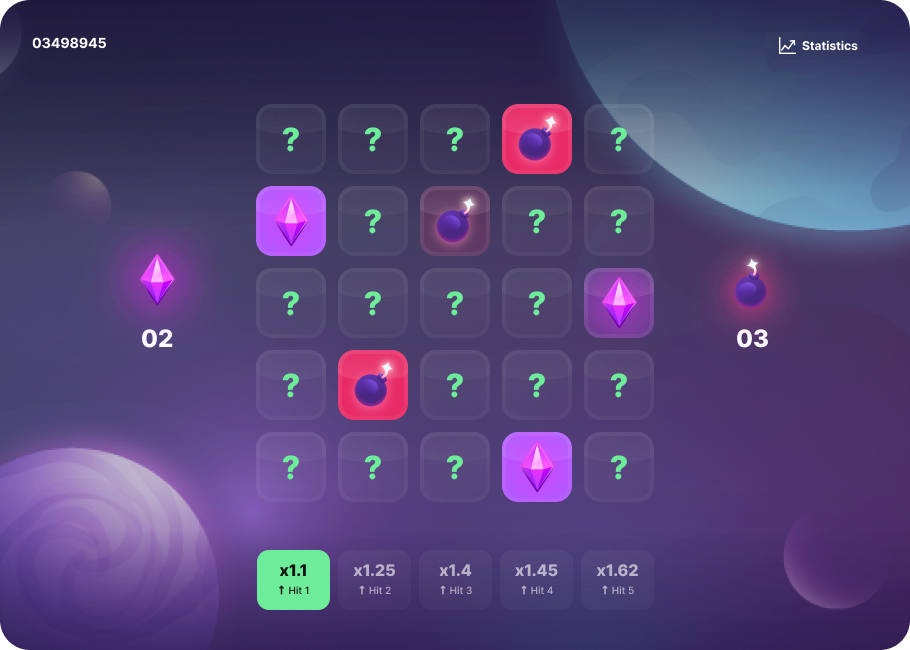 03498945
Statistics
? ? ? ?
? ? ?
02
03
? ? ? ?
? ? ? ?
? ? ? ?
x1.1 x1.25 x1.4 x1.45 x1.62
↑ Hit 1 ↑ Hit 2 ↑ Hit 3 ↑ Hit 4 ↑ Hit 5